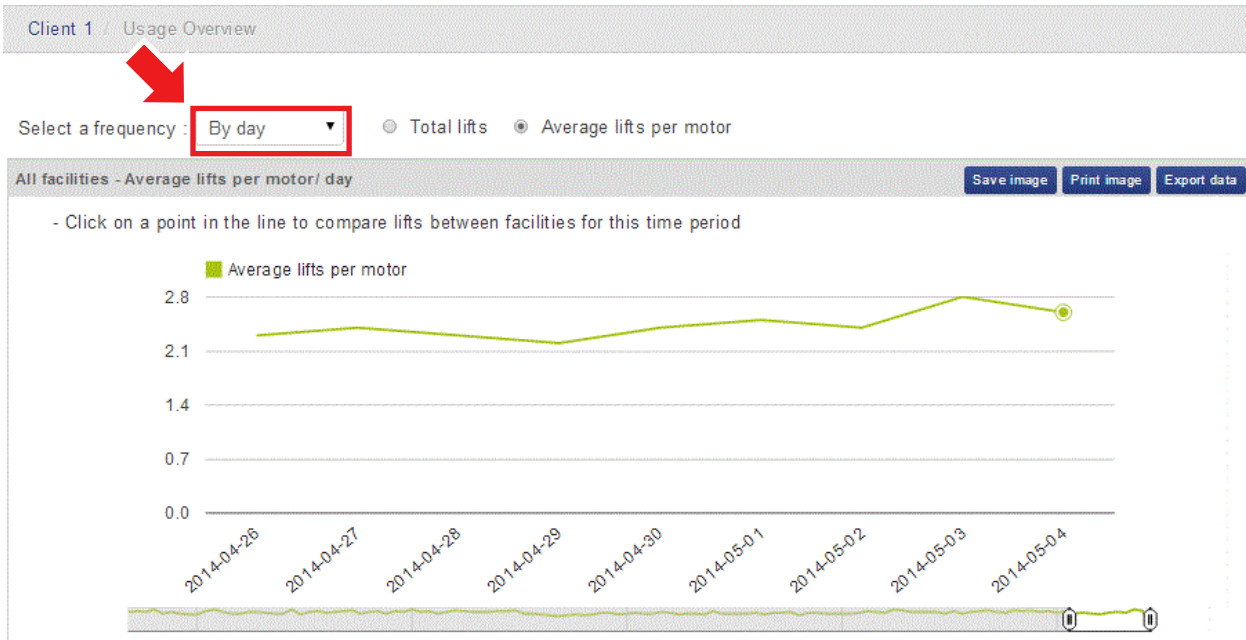 Client 1 / Usage Overview
Select a frequency : By day Total lifts Average lifts per motor
All facilities - Average lifts per motor/ day Save image Print image Export data
- Click on a point in the line to compare lifts between facilities for this time period
Average lifts per motor
2.8
2.1
1.4
0.7
0.0
2014-04-26 2014-04-27 2014-04-28 2014-04-29 2014-04-30 2014-05-01 2014-05-02 2014-05-03 2014-05-04